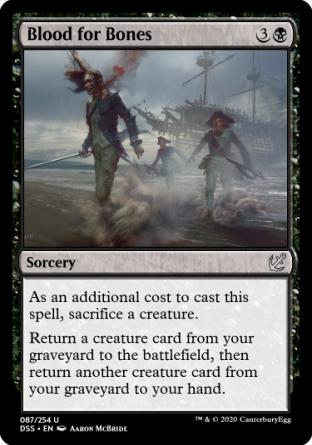 Blood for Bones 3
Sorcery
As an additional cost to cast this
spell, sacrifice a creature.
Return a creature card from your
graveyard to the battlefield, then
return another creature card from
your graveyard to your hand.
087/254 U
DSS • EN Aaron McBride
™ & © 2020 CanterburyEgg